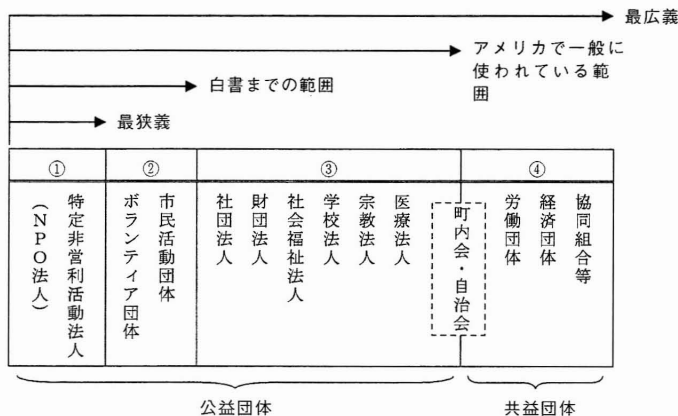 最広義
アメリカで一般に
使われている範
囲
白書までの範囲
最狭義
①
②
③
④
特定非営利活動法人
(NPO法人)
市民活動団体
ボランティア団体
社団法人
財団法人
社会福祉法人
学校法人
宗教法人
医療法人
町内会・自治会
労働団体
経済団体
協同組合等
公益団体
共益団体